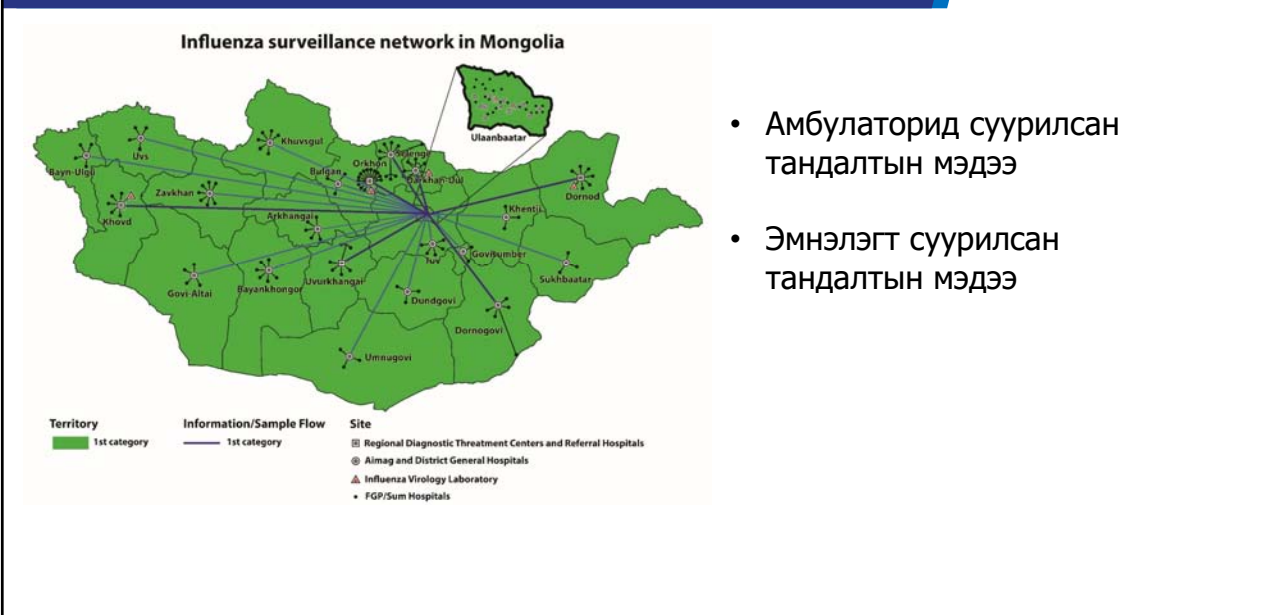 Influenza surveillance network in Mongolia
Ulaanbaatar
Khuvsgul
Uvs
Bayn-Ulgii
Selenge
Orkhon
Bulgan
Darkhan-Uul
Zavkhan
Dornod
Khovd
Arkhangai
Khentii
Tuv
Govisumber
Sukhbaatar
Govi-Altai
Bayankhongor
Uvurkhangai
Dundgovi
Dornogovi
Umnugovi
Territory
1st category
Information/Sample Flow
1st category
Site
Regional Diagnostic Threatment Centers and Referral Hospitals
Aimag and District General Hospitals
Influenza Virology Laboratory
FGP/Sum Hospitals
• Амбулаторид суурилсан
тандалтын мэдээ
• Эмнэлэгт суурилсан
тандалтын мэдээ